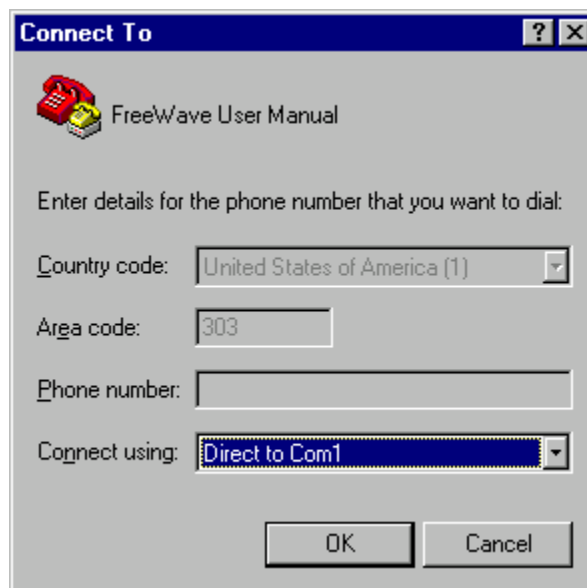 Connect To
FreeWave User Manual
Enter details for the phone number that you want to dial:
Country code: United States of America (1)
Area code: 303
Phone number:
Connect using: Direct to Com1
OK Cancel